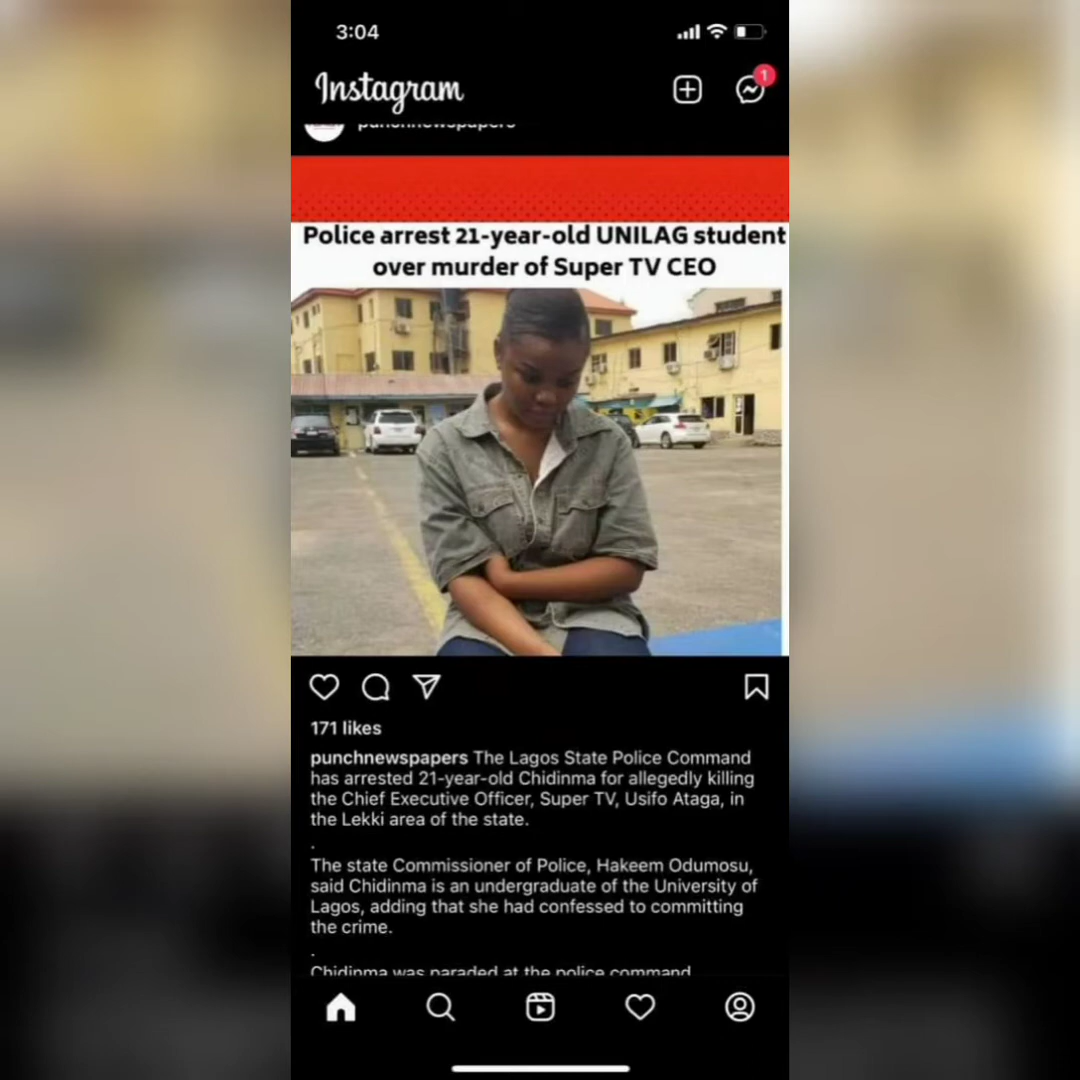 3:04
Instagram
1
punchnewspapers
Police arrest 21-year-old UNILAG student
over murder of Super TV CEO
171 likes
punchnewspapers The Lagos State Police Command
has arrested 21-year-old Chidinma for allegedly killing
the Chief Executive Officer, Super TV, Usifo Ataga, in
the Lekki area of the state.
.
The state Commissioner of Police, Hakeem Odumosu,
said Chidinma is an undergraduate of the University of
Lagos, adding that she had confessed to committing
the crime.
.
Chidinma was paraded at the police command